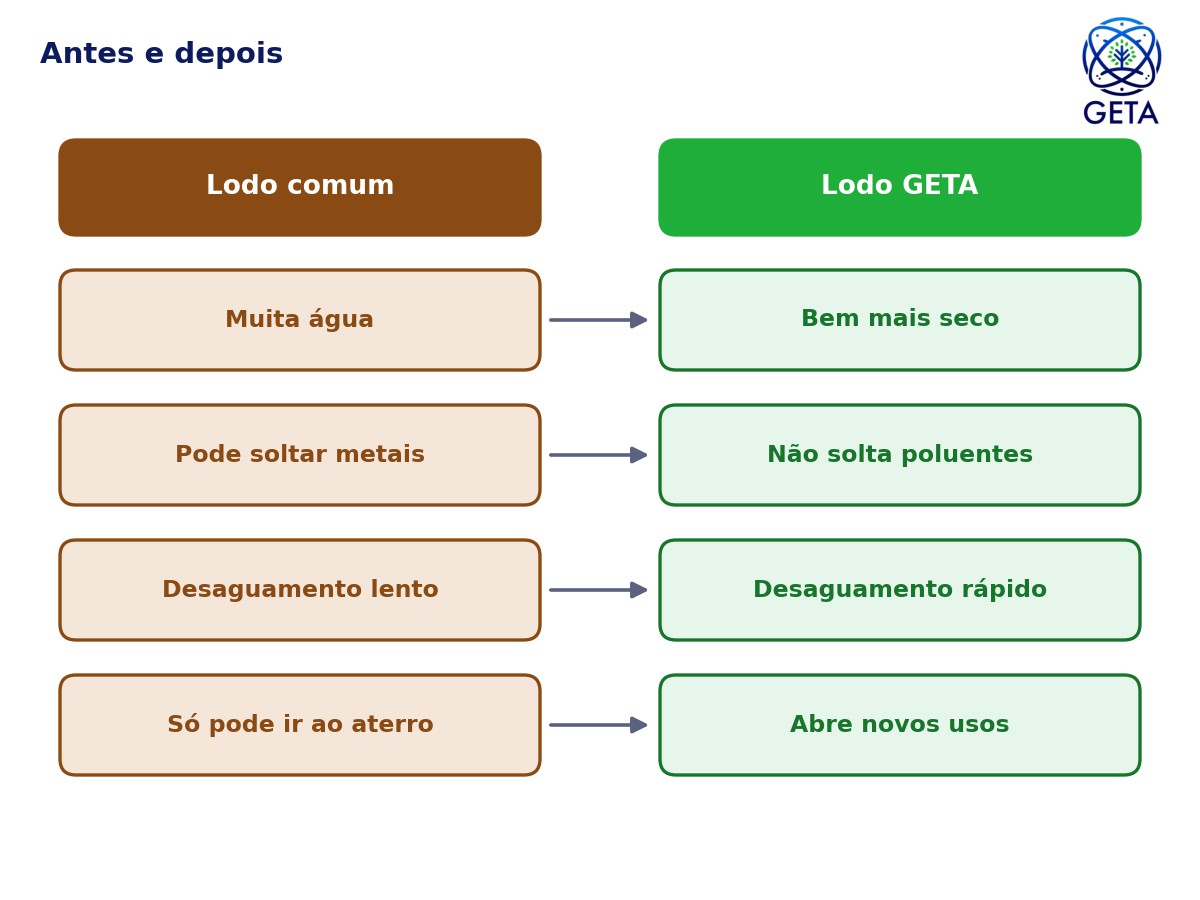 Antes e depois
GETA
Lodo comum
Lodo GETA
Muita água
Bem mais seco
Pode soltar metais
Não solta poluentes
Desaguamento lento
Desaguamento rápido
Só pode ir ao aterro
Abre novos usos